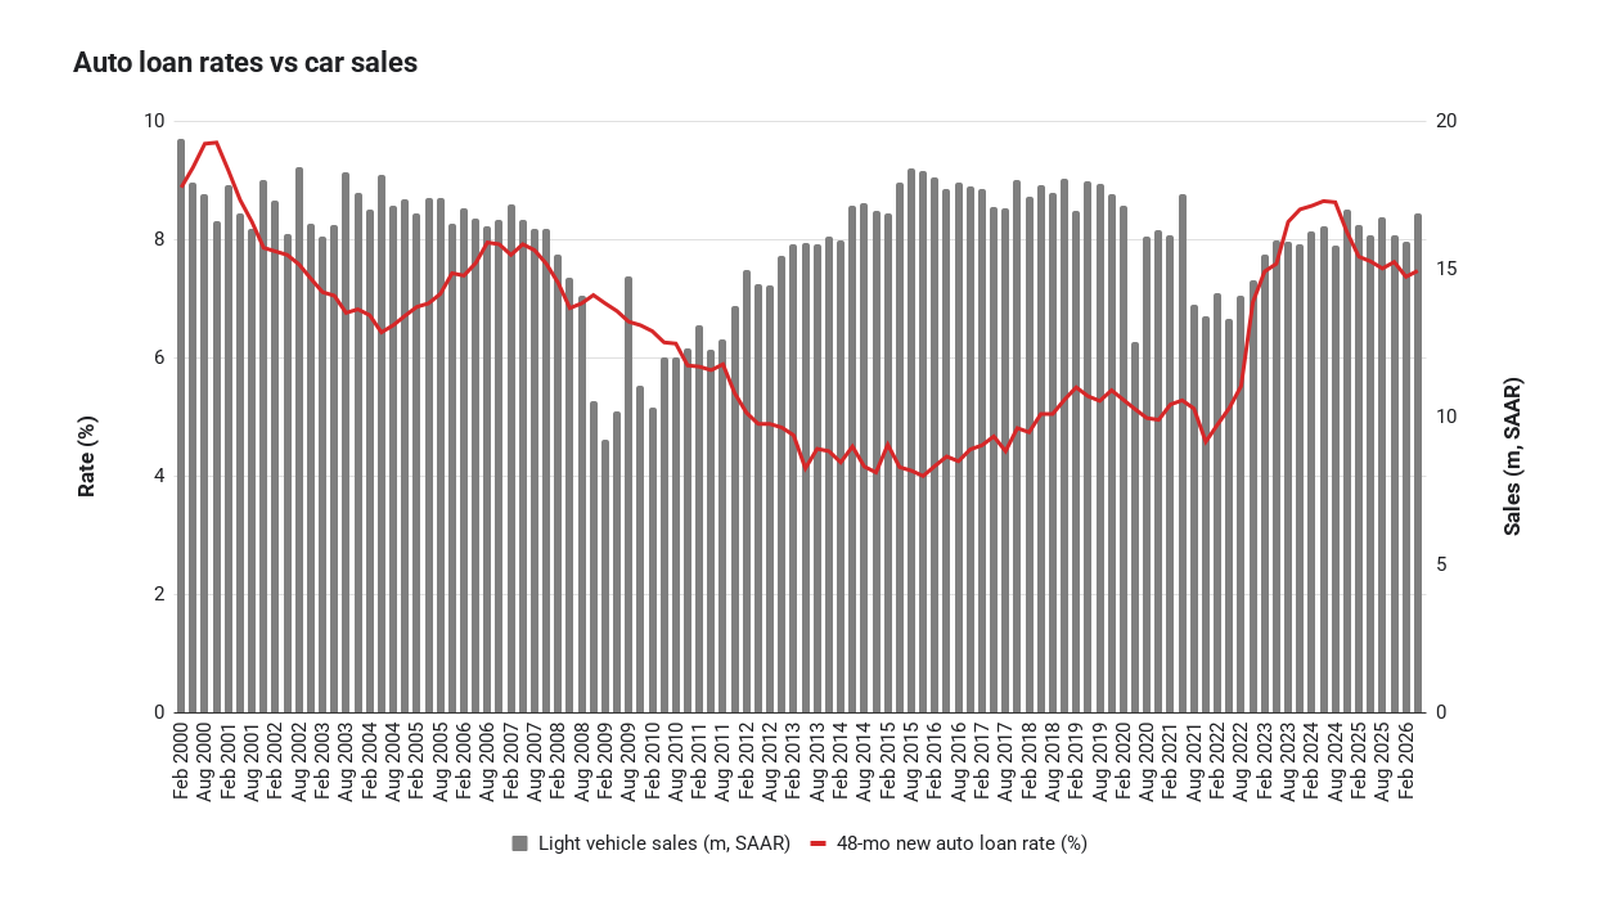 Auto loan rates vs car sales
10
8
6
4
2
0
Rate (%)
20
15
10
5
0
Sales (m, SAAR)
Feb 2000
Aug 2000
Feb 2001
Aug 2001
Feb 2002
Aug 2002
Feb 2003
Aug 2003
Feb 2004
Aug 2004
Feb 2005
Aug 2005
Feb 2006
Aug 2006
Feb 2007
Aug 2007
Feb 2008
Aug 2008
Feb 2009
Aug 2009
Feb 2010
Aug 2010
Feb 2011
Aug 2011
Feb 2012
Aug 2012
Feb 2013
Aug 2013
Feb 2014
Aug 2014
Feb 2015
Aug 2015
Feb 2016
Aug 2016
Feb 2017
Aug 2017
Feb 2018
Aug 2018
Feb 2019
Aug 2019
Feb 2020
Aug 2020
Feb 2021
Aug 2021
Feb 2022
Aug 2022
Feb 2023
Aug 2023
Feb 2024
Aug 2024
Feb 2025
Aug 2025
Feb 2026
Light vehicle sales (m, SAAR)
48-mo new auto loan rate (%)